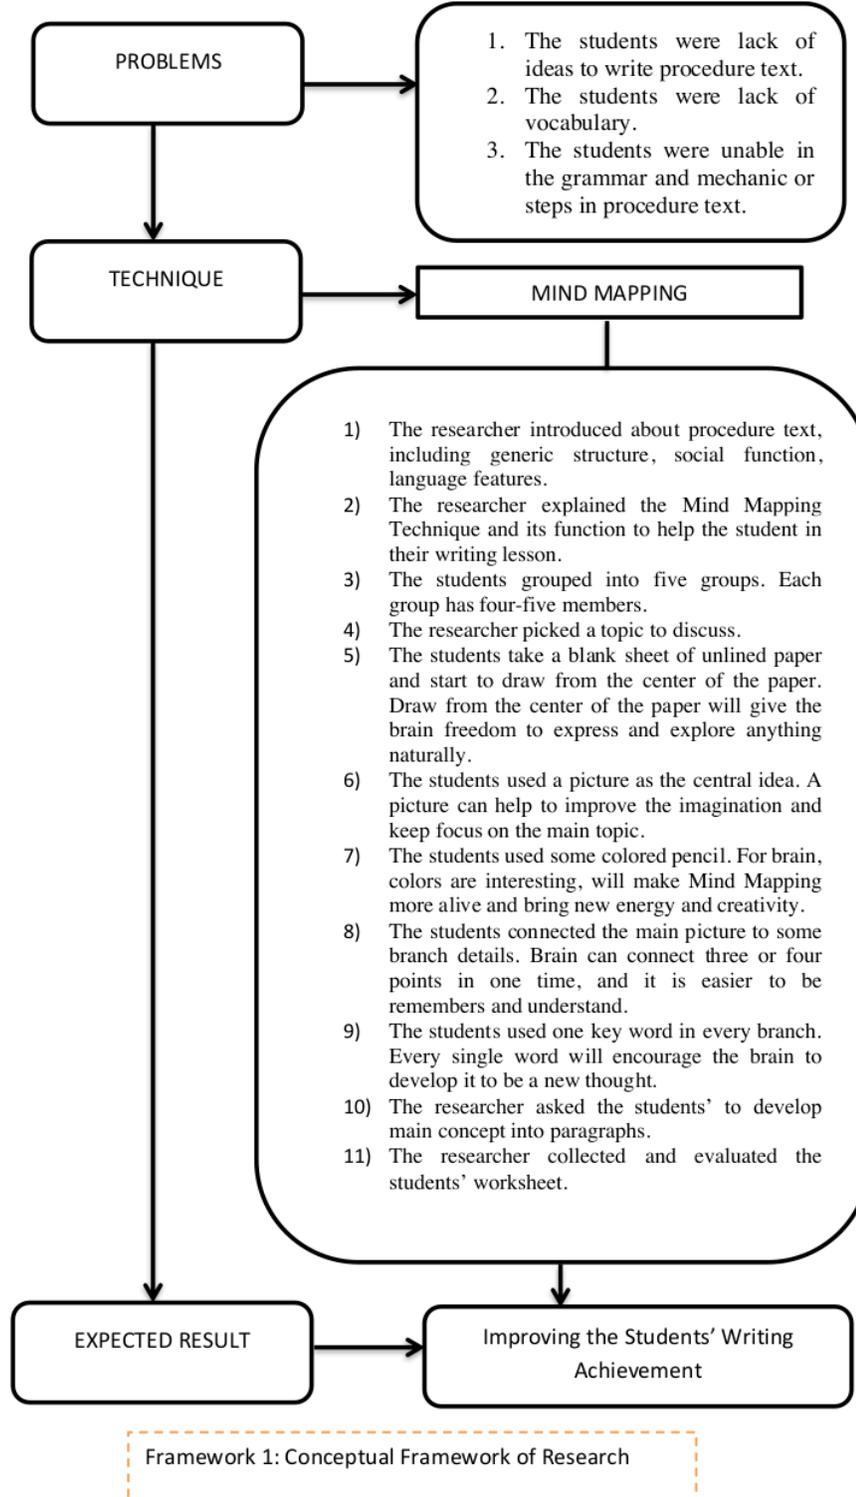 PROBLEMS
1. The students were lack of
ideas to write procedure text.
2. The students were lack of
vocabulary.
3. The students were unable in
the grammar and mechanic or
steps in procedure text.
TECHNIQUE
MIND MAPPING
1) The researcher introduced about procedure text,
including generic structure, social function,
language features.
2) The researcher explained the Mind Mapping
Technique and its function to help the student in
their writing lesson.
3) The students grouped into five groups. Each
group has four-five members.
4) The researcher picked a topic to discuss.
5) The students take a blank sheet of unlined paper
and start to draw from the center of the paper.
Draw from the center of the paper will give the
brain freedom to express and explore anything
naturally.
6) The students used a picture as the central idea. A
picture can help to improve the imagination and
keep focus on the main topic.
7) The students used some colored pencil. For brain,
colors are interesting, will make Mind Mapping
more alive and bring new energy and creativity.
8) The students connected the main picture to some
branch details. Brain can connect three or four
points in one time, and it is easier to be
remembers and understand.
9) The students used one key word in every branch.
Every single word will encourage the brain to
develop it to be a new thought.
10) The researcher asked the students’ to develop
main concept into paragraphs.
11) The researcher collected and evaluated the
students’ worksheet.
EXPECTED RESULT
Improving the Students’ Writing
Achievement
Framework 1: Conceptual Framework of Research